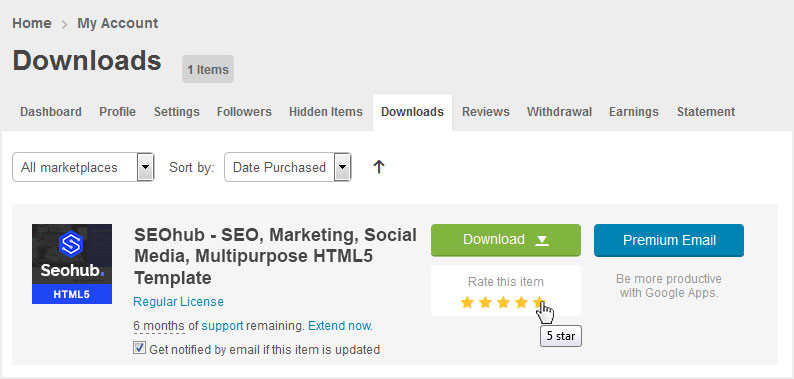 Home > My Account
Downloads 1 Items
Dashboard Profile Settings Followers Hidden Items Downloads Reviews Withdrawal Earnings Statement
All marketplaces Sort by: Date Purchased
Seohub.
HTML5
SEOhub - SEO, Marketing, Social
Media, Multipurpose HTML5
Template
Regular License
6 months of support remaining. Extend now.
Get notified by email if this item is updated
Download
Rate this item
5 star
Premium Email
Be more productive
with Google Apps.